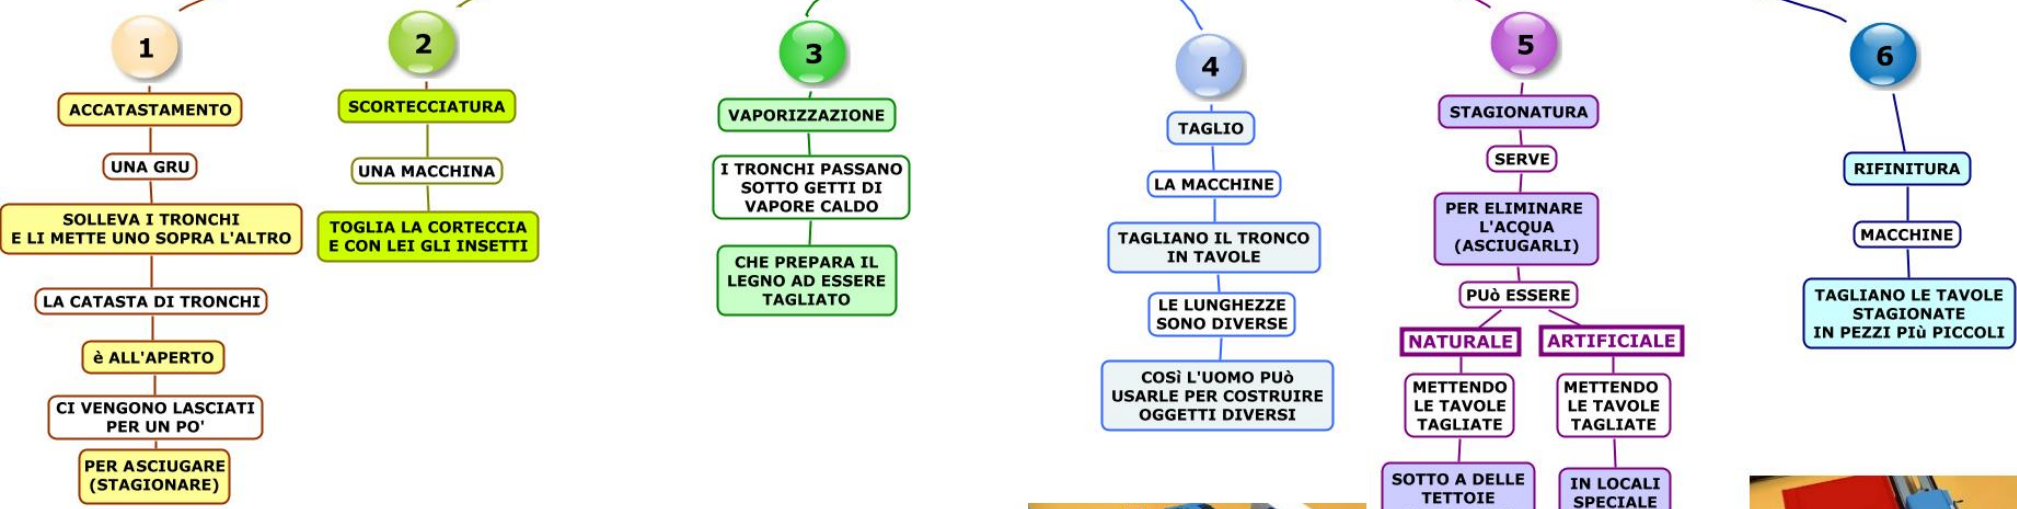 1
ACCATASTAMENTO
UNA GRU
SOLLEVA I TRONCHI
E LI METTE UNO SOPRA L'ALTRO
LA CATASTA DI TRONCHI
è ALL'APERTO
CI VENGONO LASCIATI
PER UN PO'
PER ASCIUGARE
(STAGIONARE)
2
SCORTECCIATURA
UNA MACCHINA
TOGLIA LA CORTECCIA
E CON LEI GLI INSETTI
3
VAPORIZZAZIONE
I TRONCHI PASSANO
SOTTO GETTI DI
VAPORE CALDO
CHE PREPARA IL
LEGNO AD ESSERE
TAGLIATO
4
TAGLIO
LA MACCHINE
TAGLIANO IL TRONCO
IN TAVOLE
LE LUNGHEZZE
SONO DIVERSE
COSì L'UOMO PUò
USARLE PER COSTRUIRE
OGGETTI DIVERSI
5
STAGIONATURA
SERVE
PER ELIMINARE
L'ACQUA
(ASCIUGARLI)
PUò ESSERE
NATURALE
METTENDO
LE TAVOLE
TAGLIATE
SOTTO A DELLE
TETTOIE
ARTIFICIALE
METTENDO
LE TAVOLE
TAGLIATE
IN LOCALI
SPECIALE
6
RIFINITURA
MACCHINE
TAGLIANO LE TAVOLE
STAGIONATE
IN PEZZI PIù PICCOLI